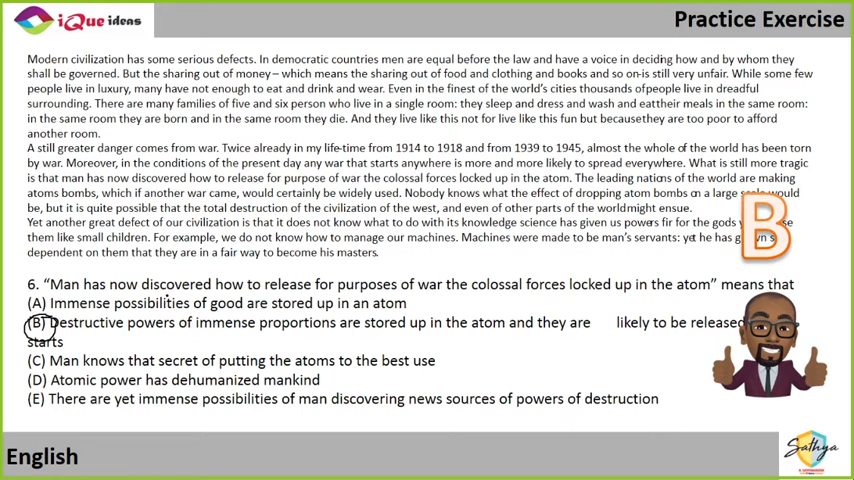 iQue ideas
Practice Exercise
Modern civilization has some serious defects. In democratic countries men are equal before the law and have a voice in deciding how and by whom they
shall be governed. But the sharing out of money – which means the sharing out of food and clothing and books and so on-is still very unfair. While some few
people live in luxury, many have not enough to eat and drink and wear. Even in the finest of the world's cities thousands of people live in dreadful
surrounding. There are many families of five and six person who live in a single room: they sleep and dress and wash and eattheir meals in the same room:
in the same room they are born and in the same room they die. And they live like this not for live like this fun but becausethey are too poor to afford
another room.
A still greater danger comes from war. Twice already in my life-time from 1914 to 1918 and from 1939 to 1945, almost the whole of the world has been torn
by war. Moreover, in the conditions of the present day any war that starts anywhere is more and more likely to spread everywhere. What is still more tragic
is that man has now discovered how to release for purpose of war the colossal forces locked up in the atom. The leading nations of the world are making
atoms bombs, which if another war came, would certainly be widely used. Nobody knows what the effect of dropping atom bombs on a large scale would
be, but it is quite possible that the total destruction of the civilization of the west, and even of other parts of the world might ensue.
Yet another great defect of our civilization is that it does not know what to do with its knowledge science has given us powers fir for the gods
them like small children. For example, we do not know how to manage our machines. Machines were made to be man's servants: yet he has
dependent on them that they are in a fair way to become his masters.
B
6. “Man has now discovered how to release for purposes of war the colossal forces locked up in the atom” means that
(A) Immense possibilities of good are stored up in an atom
(B) Destructive powers of immense proportions are stored up in the atom and they are likely to be released
starts
(C) Man knows that secret of putting the atoms to the best use
(D) Atomic power has dehumanized mankind
(E) There are yet immense possibilities of man discovering news sources of powers of destruction
English
Sathya